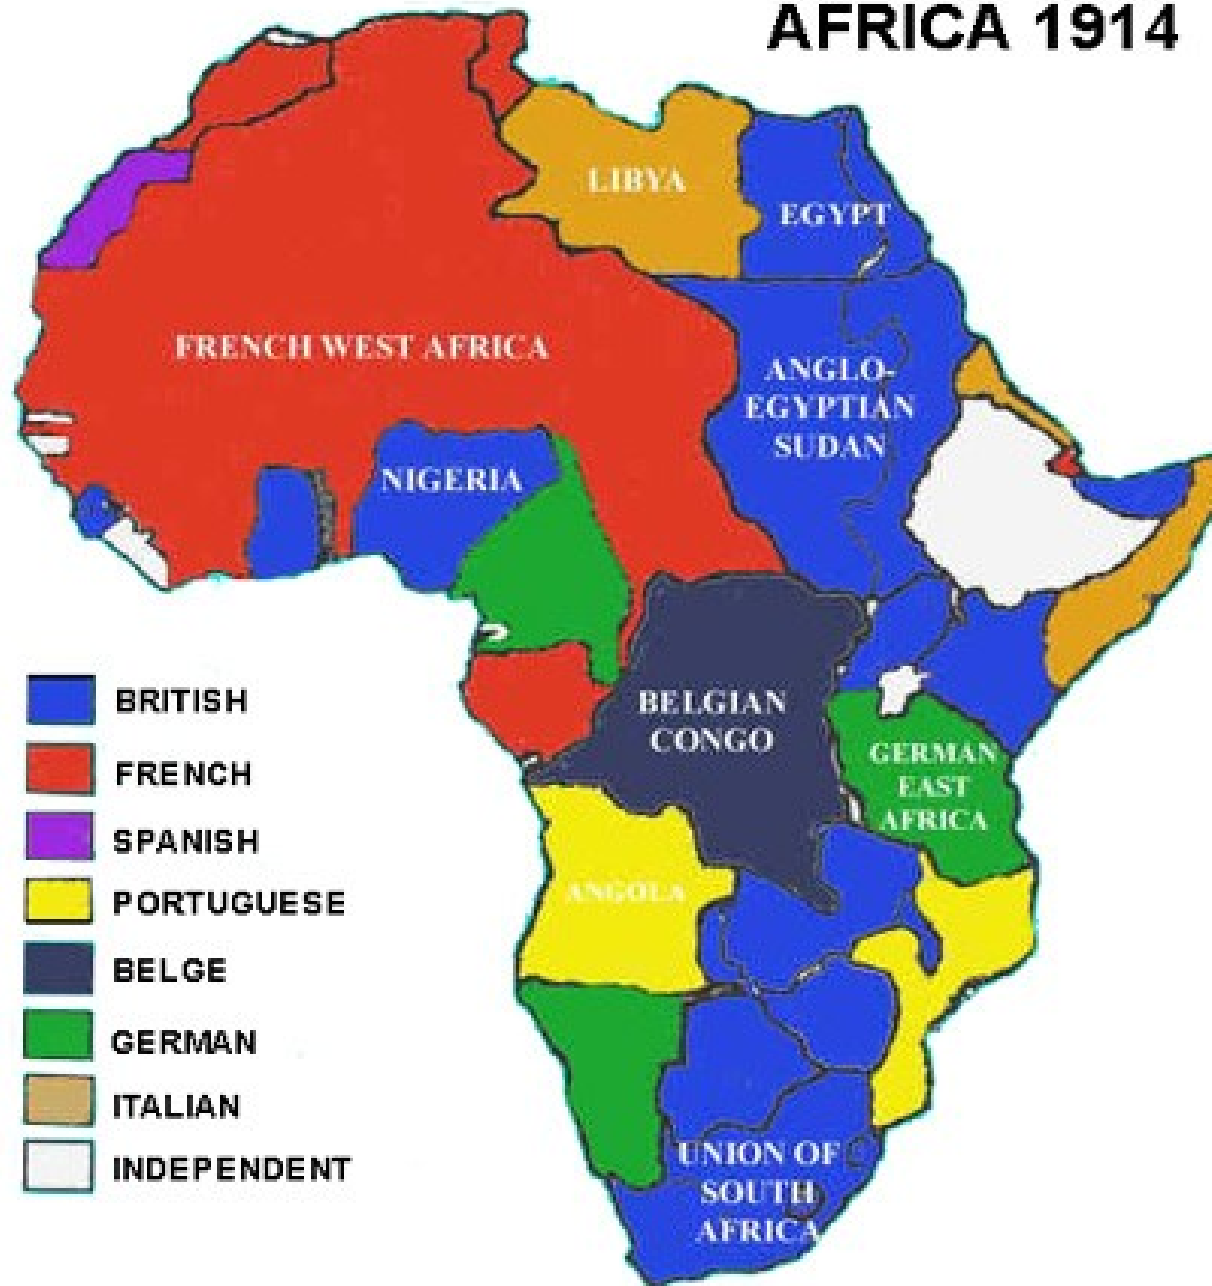 AFRICA 1914
LIBYA
EGYPT
FRENCH WEST AFRICA
ANGLO-
EGYPTIAN
SUDAN
NIGERIA
BELGIAN
CONGO
GERMAN
EAST
AFRICA
ANGOLA
UNION OF
SOUTH
AFRICA
BRITISH
FRENCH
SPANISH
PORTUGUESE
BELGE
GERMAN
ITALIAN
INDEPENDENT